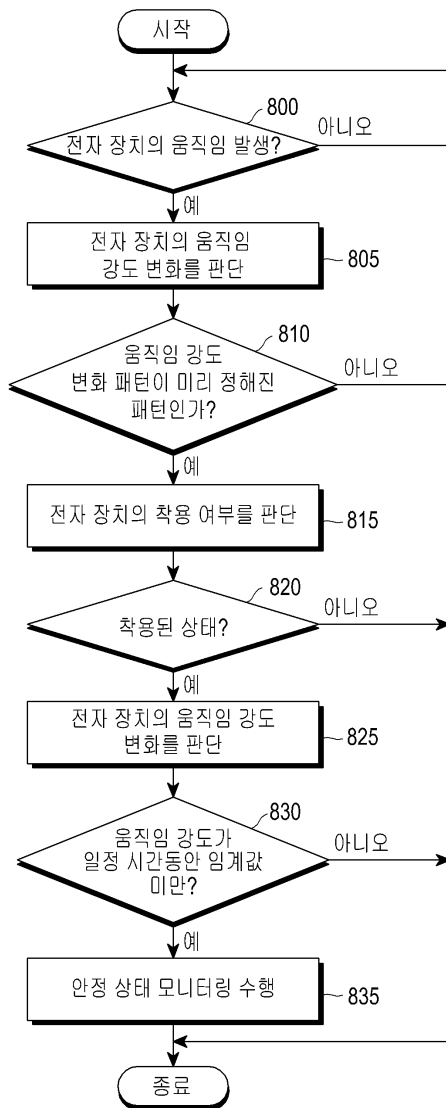 시작
800
전자 장치의 움직임 발생?
아니오
예
전자 장치의 움직임
강도 변화를 판단
805
810
움직임 강도
변화 패턴이 미리 정해진
패턴인가?
아니오
예
전자 장치의 착용 여부를 판단
815
820
착용된 상태?
아니오
예
전자 장치의 움직임 강도
변화를 판단
825
830
움직임 강도가
일정 시간동안 임계값
미만?
아니오
예
안정 상태 모니터링 수행
835
종료